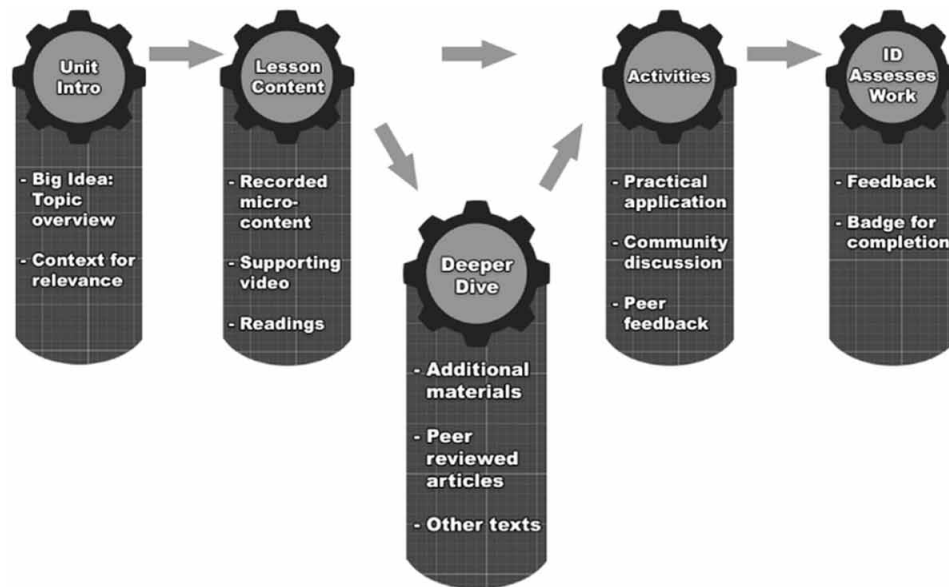 Unit
Intro
- Big Idea:
Topic
overview
- Context for
relevance
Lesson
Content
- Recorded
micro-
content
- Supporting
video
- Readings
Deeper
Dive
- Additional
materials
- Peer
reviewed
articles
- Other texts
Activities
- Practical
application
- Community
discussion
- Peer
feedback
ID
Assesses
Work
- Feedback
- Badge for
completion